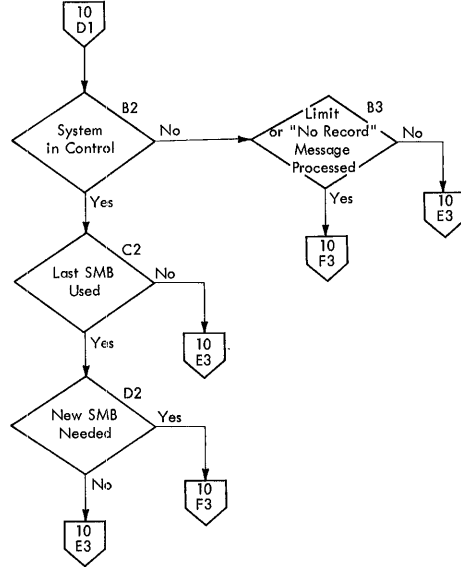 10
D1
B2
System
in Control
No
Yes
B3
Limit
or "No Record"
Message
Processed
No
10
E3
Yes
10
F3
C2
Last SMB
Used
No
10
E3
Yes
D2
New SMB
Needed
Yes
10
F3
No
10
E3